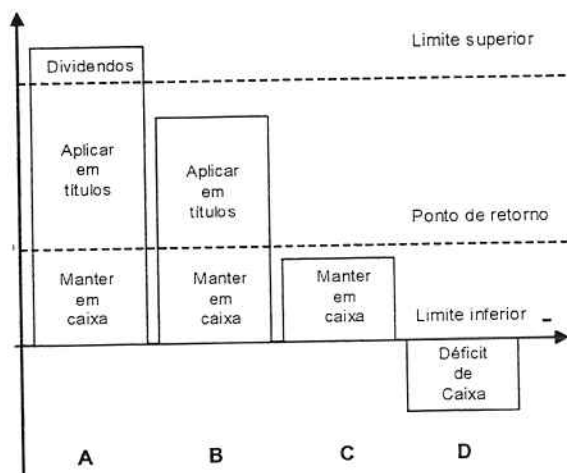 Limite superior
Dividendos
Aplicar
em
títulos
Aplicar
em
títulos
Ponto de retorno
Manter
em
caixa
Manter
em
caixa
Manter
em
caixa
Limite inferior
Déficit
de
Caixa
A
B
C
D